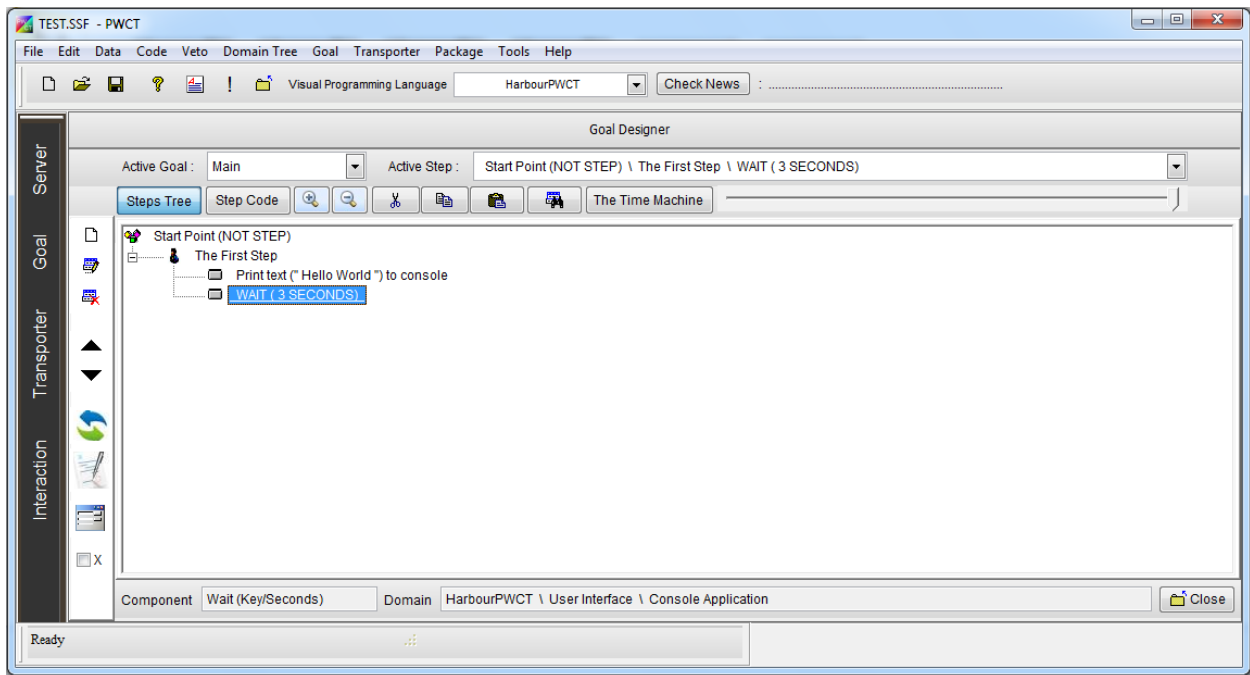 TEST.SSF - PWCT
File Edit Data Code Veto Domain Tree Goal Transporter Package Tools Help
! Visual Programming Language HarbourPWCT Check News : ..........................................................................
Goal Designer
Active Goal : Main Active Step : Start Point (NOT STEP) \ The First Step \ WAIT ( 3 SECONDS)
Steps Tree Step Code The Time Machine
Start Point (NOT STEP)
The First Step
Print text (" Hello World ") to console
WAIT ( 3 SECONDS)
Server
Goal
Transporter
Interaction
X
Component Wait (Key/Seconds) Domain HarbourPWCT \ User Interface \ Console Application Close
Ready